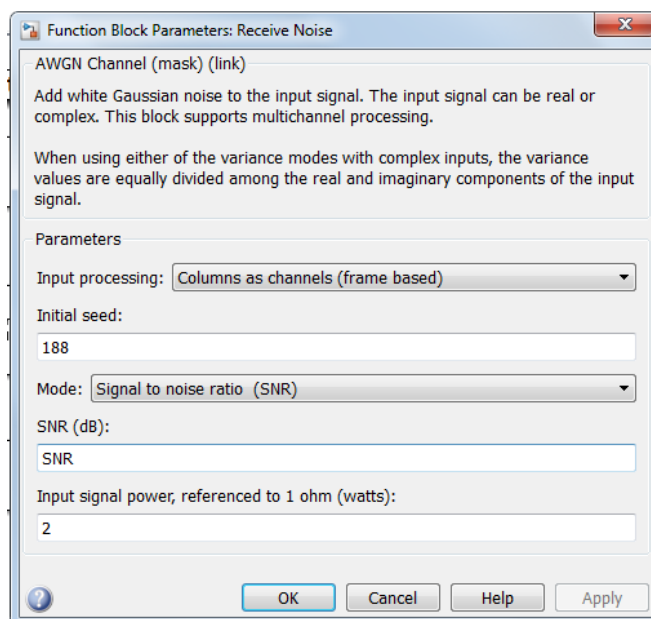 Function Block Parameters: Receive Noise
AWGN Channel (mask) (link)
Add white Gaussian noise to the input signal. The input signal can be real or
complex. This block supports multichannel processing.
When using either of the variance modes with complex inputs, the variance
values are equally divided among the real and imaginary components of the input
signal.
Parameters
Input processing: Columns as channels (frame based)
Initial seed:
188
Mode: Signal to noise ratio (SNR)
SNR (dB):
SNR
Input signal power, referenced to 1 ohm (watts):
2
OK Cancel Help Apply